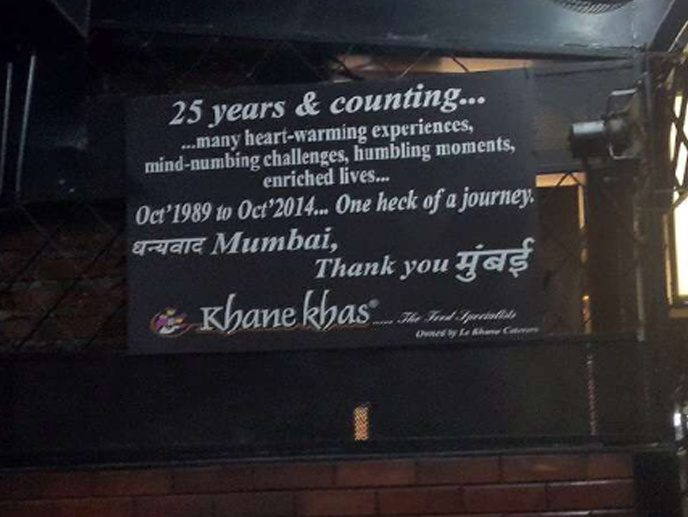 25 years & counting...
...many heart-warming experiences,
mind-numbing challenges, humbling moments,
enriched lives...
Oct'1989 to Oct'2014... One heck of a journey.
धन्यवाद Mumbai,
Thank you मुंबई
Khane khas® ..... The Food Specialists
Owned by Le Khana Caterers